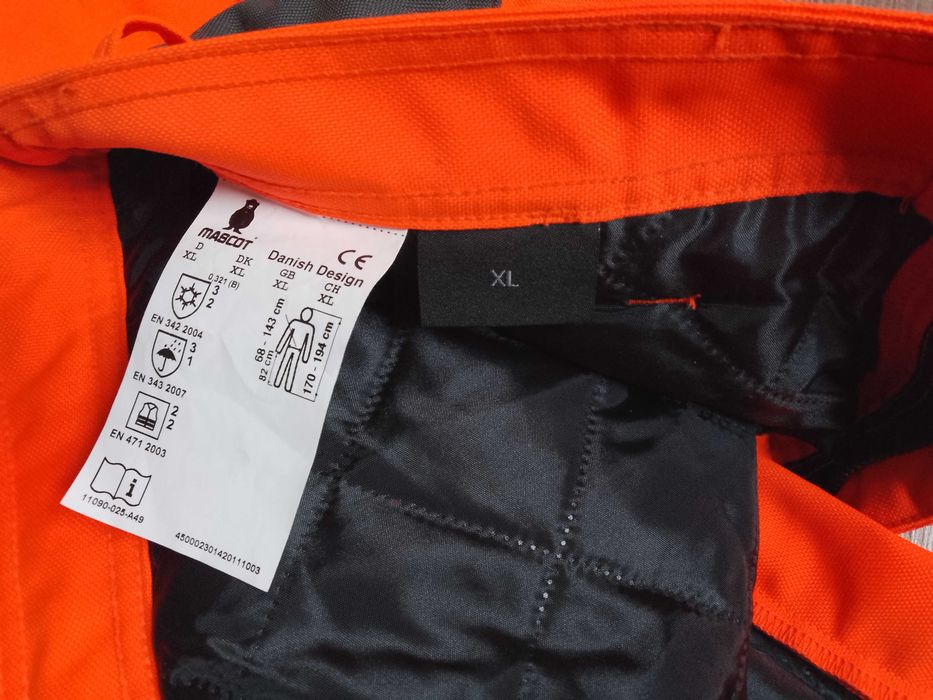 MASCOT
Danish Design
CE
D DK GB CH
XL XL XL XL
0,321 (B)
3
2
EN 342 2004
3
1
EN 343 2007
2
2
EN 471 2003
68 - 143 cm
82 cm
170 - 194 cm
i
11090-025-A49
45000230142011003
XL